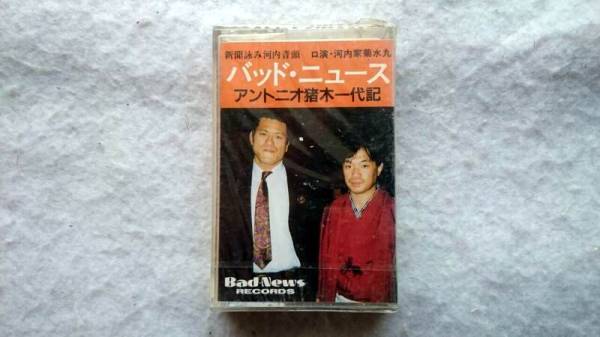 新聞詠み河内音頭 口演・河内家菊水丸
バッド・ニュース
アントニオ猪木一代記
Bad News
RECORDS